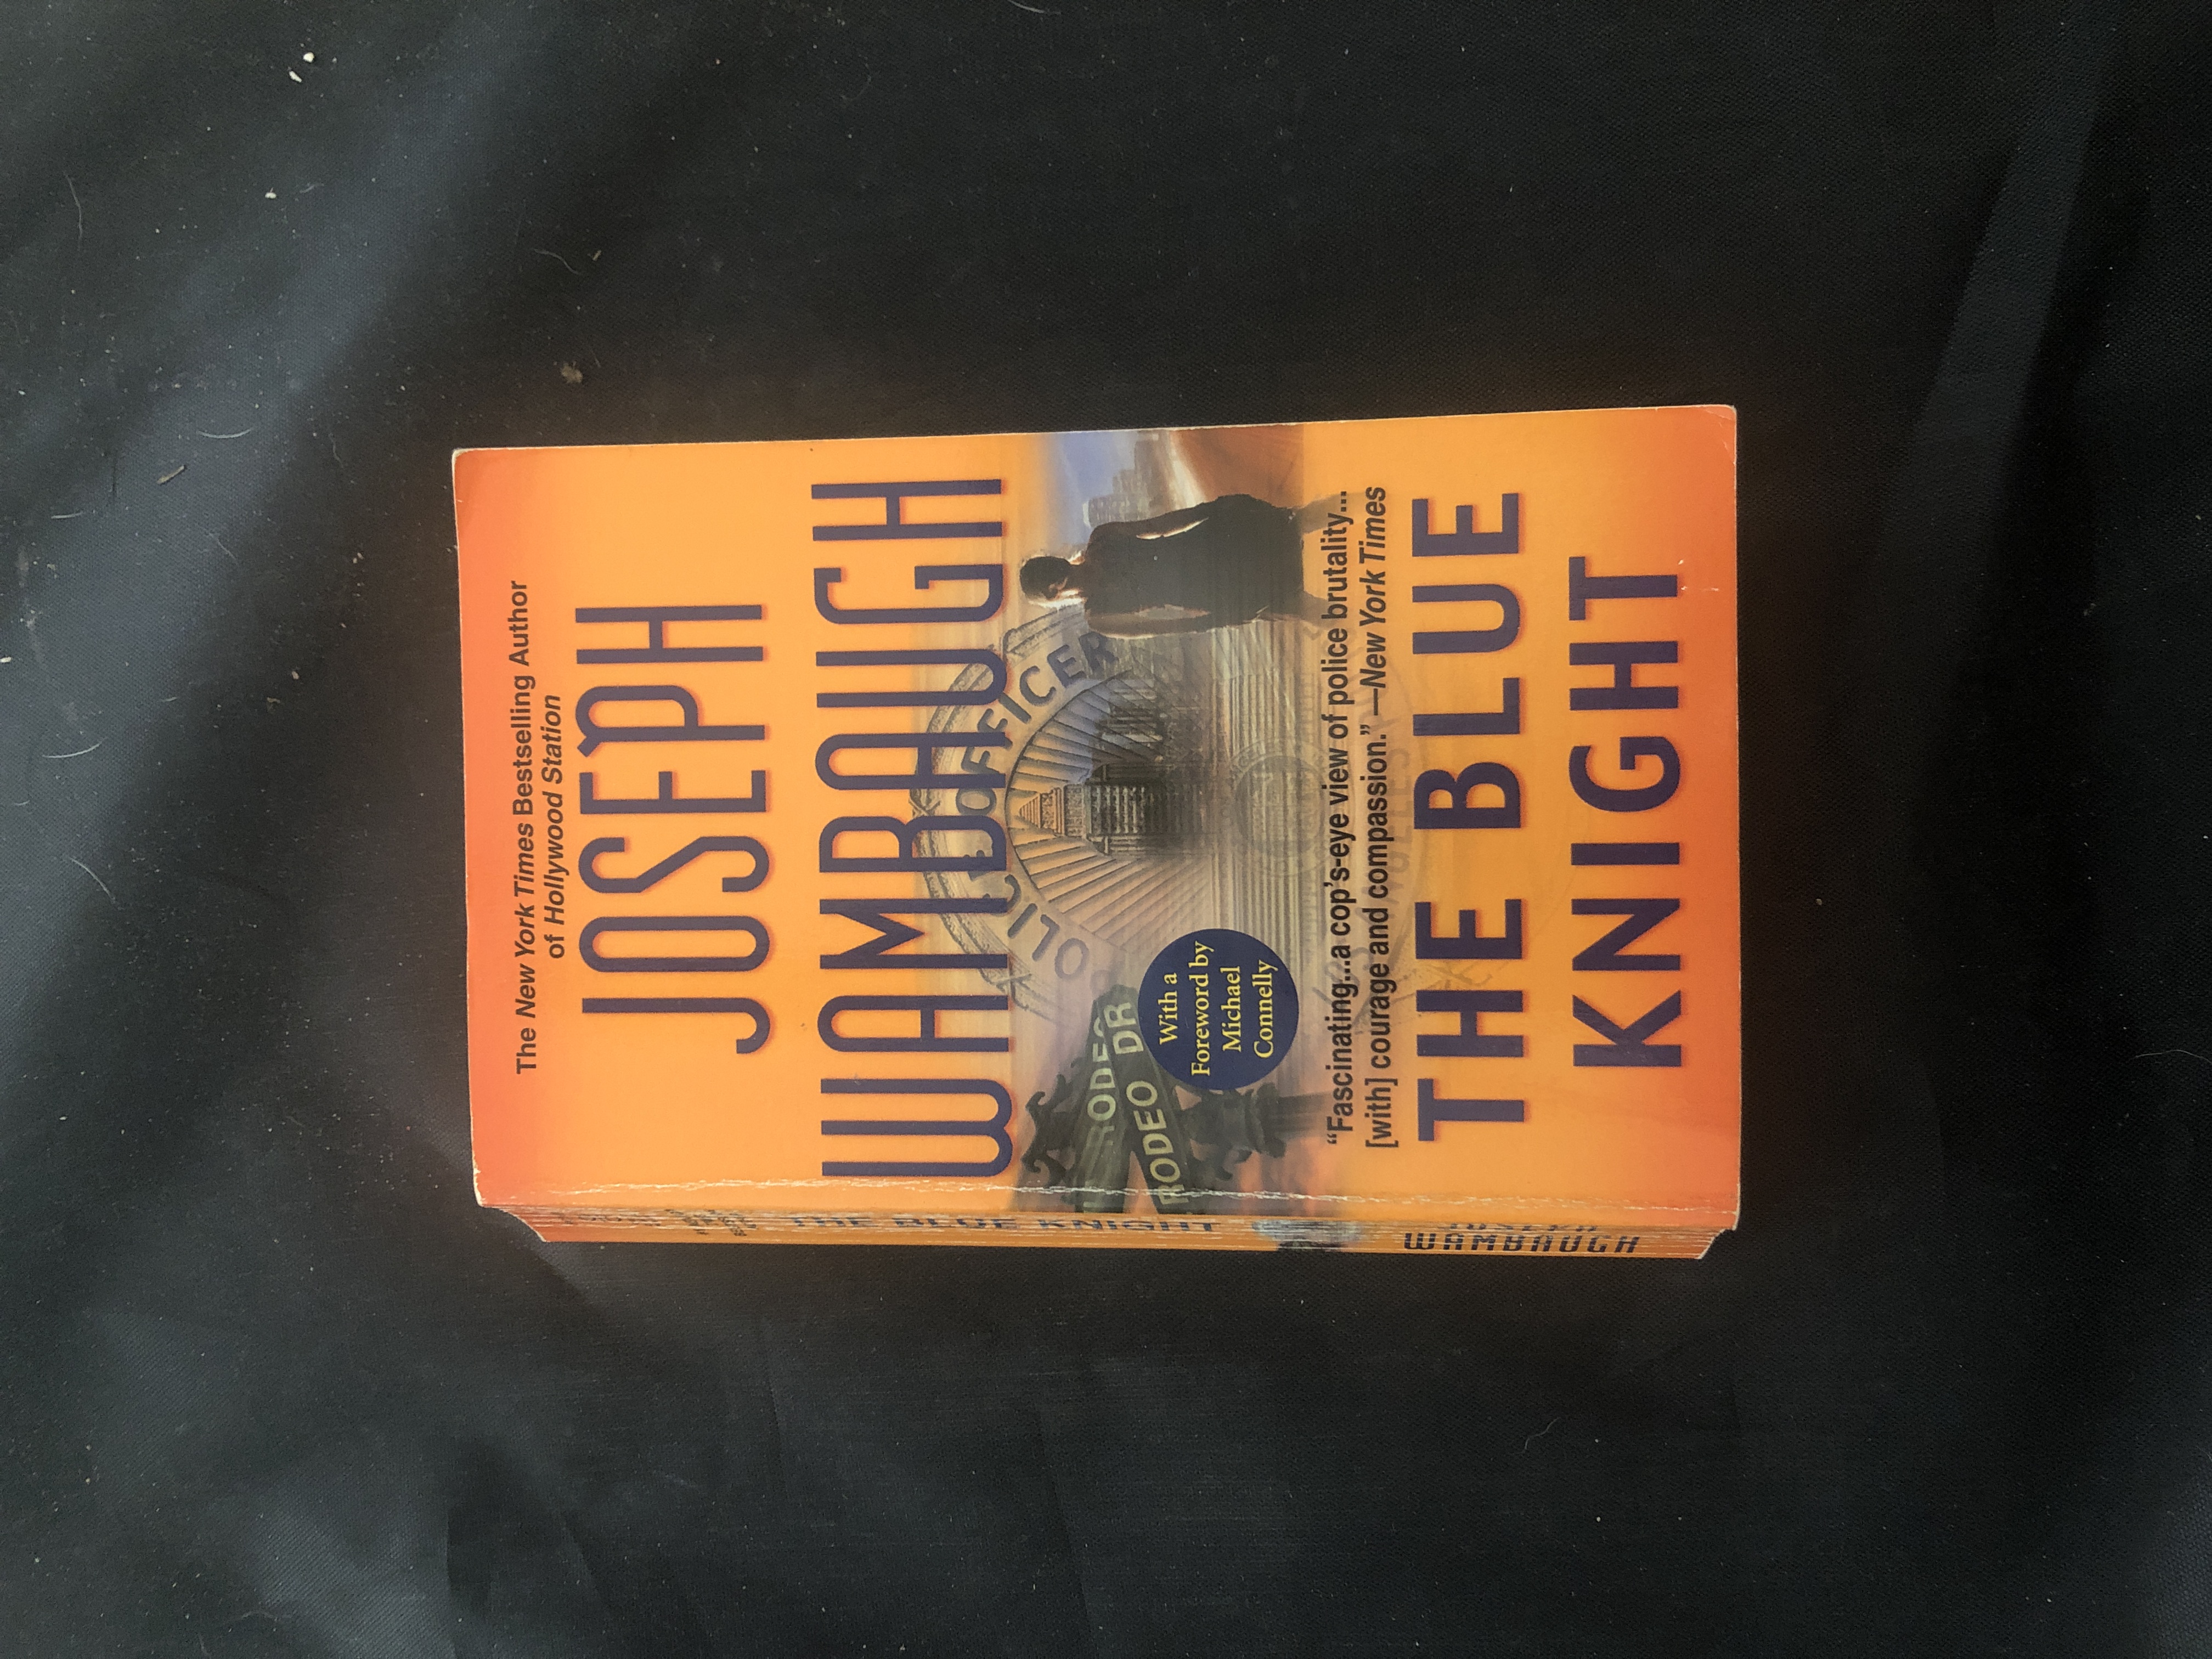 The New York Times Bestselling Author
of Hollywood Station
JOSEPH
WAMBAUGH
POLICE OFFICER
RODEO
RODEO DR
With a
Foreword by
Michael
Connelly
“Fascinating...a cop's-eye view of police brutality...
[with] courage and compassion.” —New York Times
THE BLUE
KNIGHT
THE BLUE KNIGHT
JOSEPH
WAMBAUGH